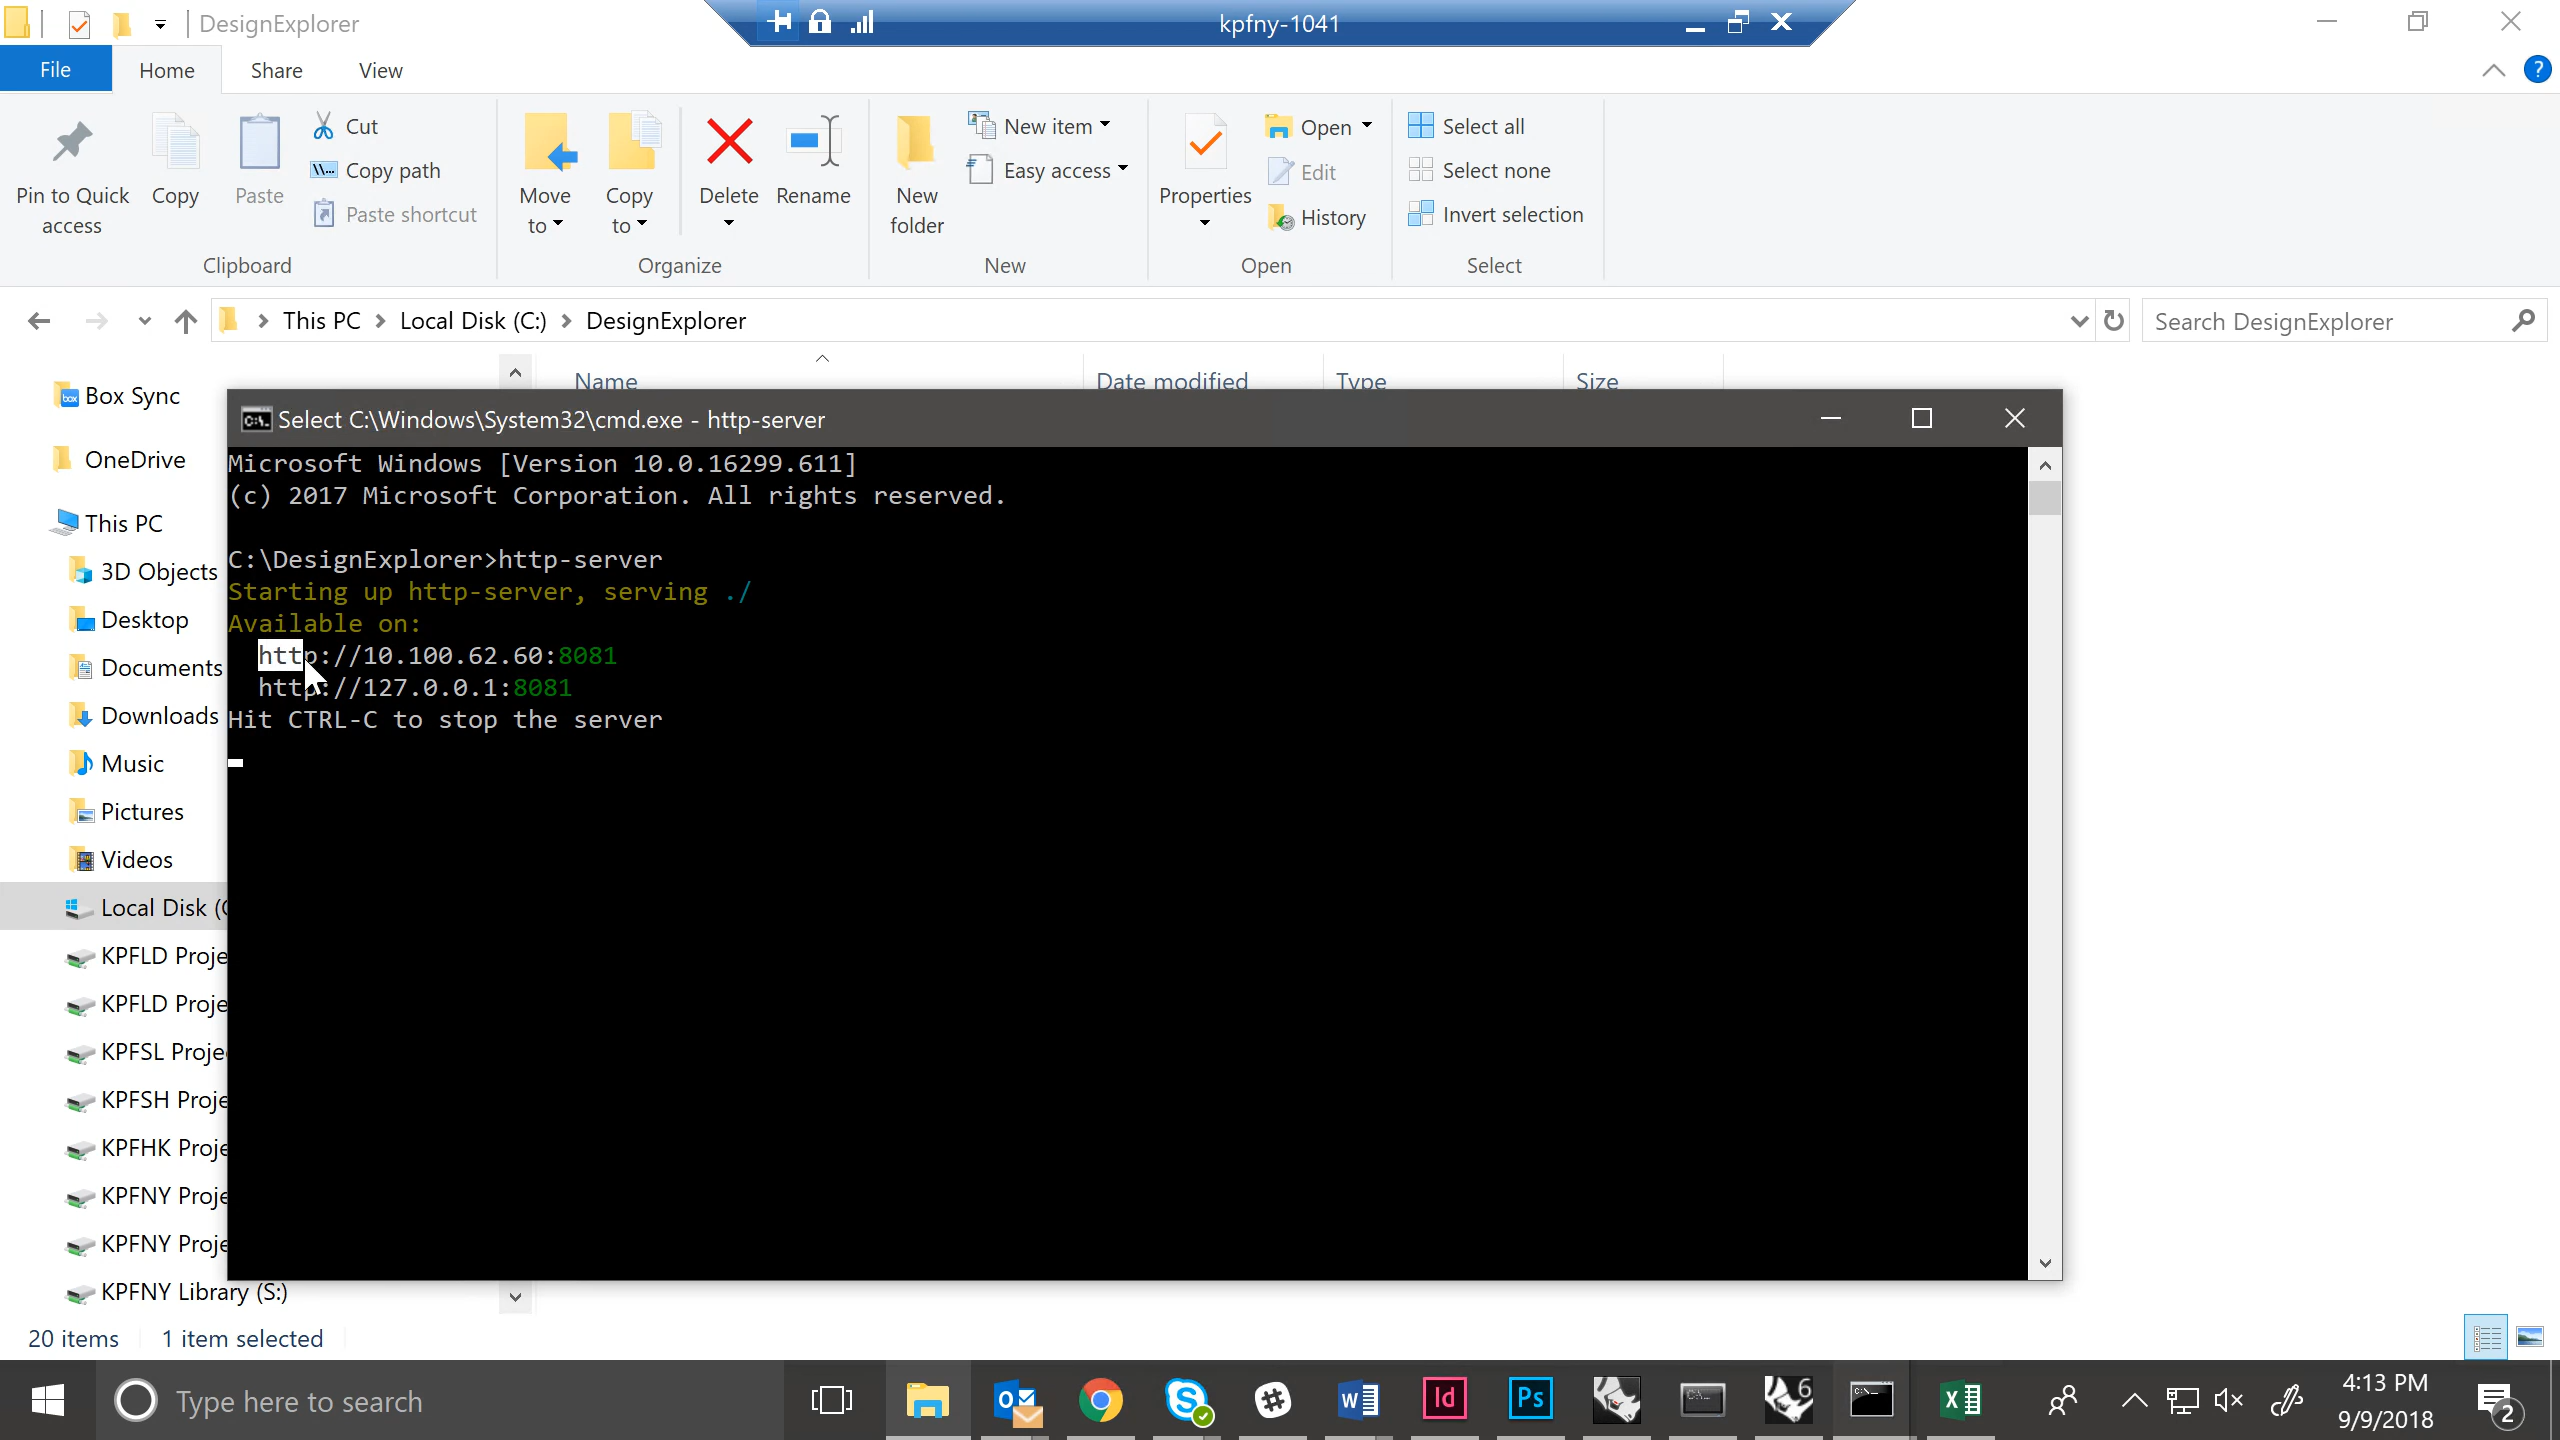 DesignExplorer
kpfny-1041
File
Home
Share
View
Pin to Quick access
Copy
Paste
Cut
Copy path
Paste shortcut
Clipboard
Move to
Copy to
Delete
Rename
Organize
New folder
New item
Easy access
New
Properties
Open
Edit
History
Open
Select all
Select none
Invert selection
Select
This PC > Local Disk (C:) > DesignExplorer
Search DesignExplorer
Name
Date modified
Type
Size
Box Sync
OneDrive
This PC
3D Objects
Desktop
Documents
Downloads
Music
Pictures
Videos
Local Disk (C
KPFLD Proje
KPFLD Proje
KPFSL Proje
KPFSH Proje
KPFHK Proje
KPFNY Proje
KPFNY Proje
KPFNY Library (S:)
Select C:\Windows\System32\cmd.exe - http-server
Microsoft Windows [Version 10.0.16299.611]
(c) 2017 Microsoft Corporation. All rights reserved.
C:\DesignExplorer>http-server
Starting up http-server, serving ./
Available on:
http://10.100.62.60:8081
http://127.0.0.1:8081
Hit CTRL-C to stop the server
20 items
1 item selected
Type here to search
4:13 PM
9/9/2018
2